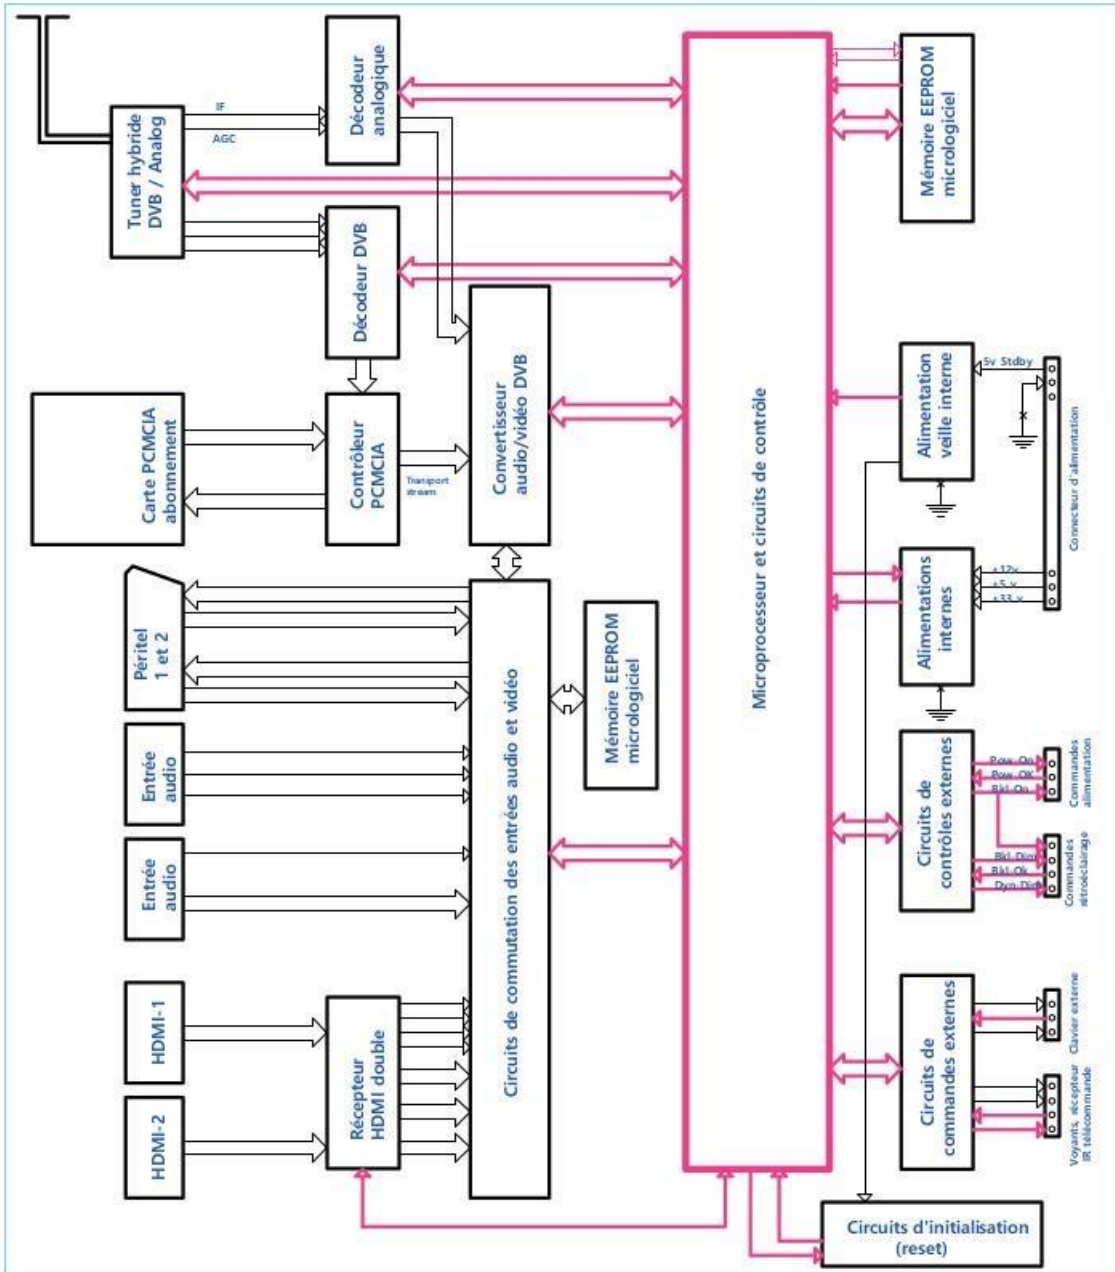 Décodeur
analogique
IF
AGC
Tuner hybride
DVB / Analog
Décodeur DVB
Carte PCMCIA
abonnement
Contrôleur
PCMCIA
Transport
stream
Convertisseur
audio/vidéo DVB
Péritel
1 et 2
Entrée
audio
Entrée
audio
HDMI-1
HDMI-2
Récepteur
HDMI double
Circuits de commutation des entrées audio et vidéo
Mémoire EEPROM
micrologiciel
Microprocesseur et circuits de contrôle
Mémoire EEPROM
micrologiciel
Alimentation
veille interne
5v Stdby
Connecteur d'alimentation
Alimentations
internes
+12v
+5 v
+33 v
Circuits de
contrôles externes
Pow-On
Pow-OK
Bkl-On
Commandes
alimentation
Bkl-Dim
Bkl-Ok
Dyn-Dim
Commandes
rétroéclairage
Circuits de
commandes externes
Clavier externe
Voyants, récepteur
IR télécommande
Circuits d'initialisation
(reset)